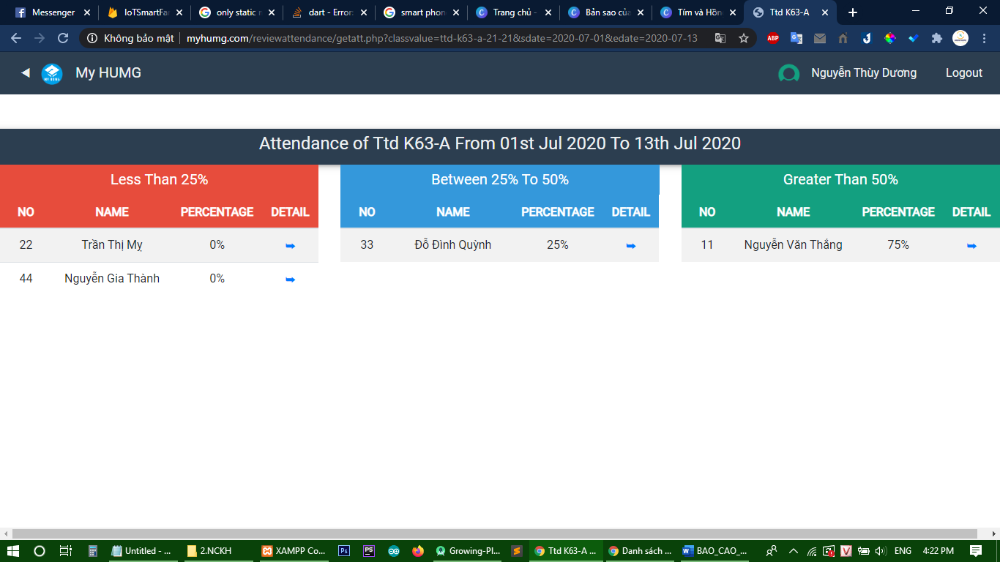 Messenger
IoTSmartFar
only static m
dart - Error:
smart phon
Trang chủ -
Bản sao của
Tím và Hồn
Ttd K63-A
Không bảo mật
myhumg.com/reviewattendance/getatt.php?classvalue=ttd-k63-a-21-21&sdate=2020-07-01&edate=2020-07-13
ABP
My HUMG
Nguyễn Thùy Dương
Logout
Attendance of Ttd K63-A From 01st Jul 2020 To 13th Jul 2020
Less Than 25%
NO NAME PERCENTAGE DETAIL
22 Trần Thị Mỵ 0%
44 Nguyễn Gia Thành 0%
Between 25% To 50%
NO NAME PERCENTAGE DETAIL
33 Đỗ Đình Quỳnh 25%
Greater Than 50%
NO NAME PERCENTAGE DETAIL
11 Nguyễn Văn Thắng 75%
Untitled - ...
2.NCKH
XAMPP Co...
Ps
PS
Growing-Pl...
Ttd K63-A ...
Danh sách ...
BAO_CAO_...
V
ENG
4:22 PM